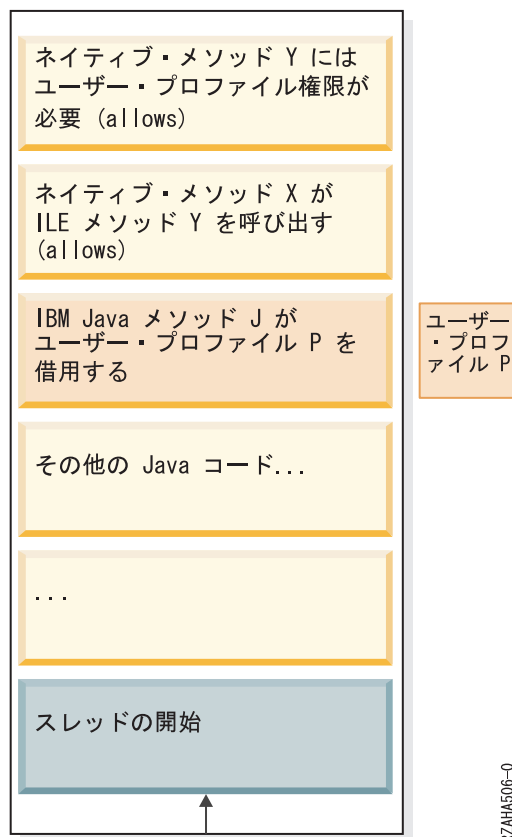 ネイティブ・メソッド Y には
ユーザー・プロファイル権限が
必要 (allows)
ネイティブ・メソッド X が
ILE メソッド Y を呼び出す
(allows)
IBM Java メソッド J が
ユーザー・プロファイル P を
借用する
ユーザー
・プロフ
ァイル P
その他の Java コード...
...
スレッドの開始
RZAHA506-0